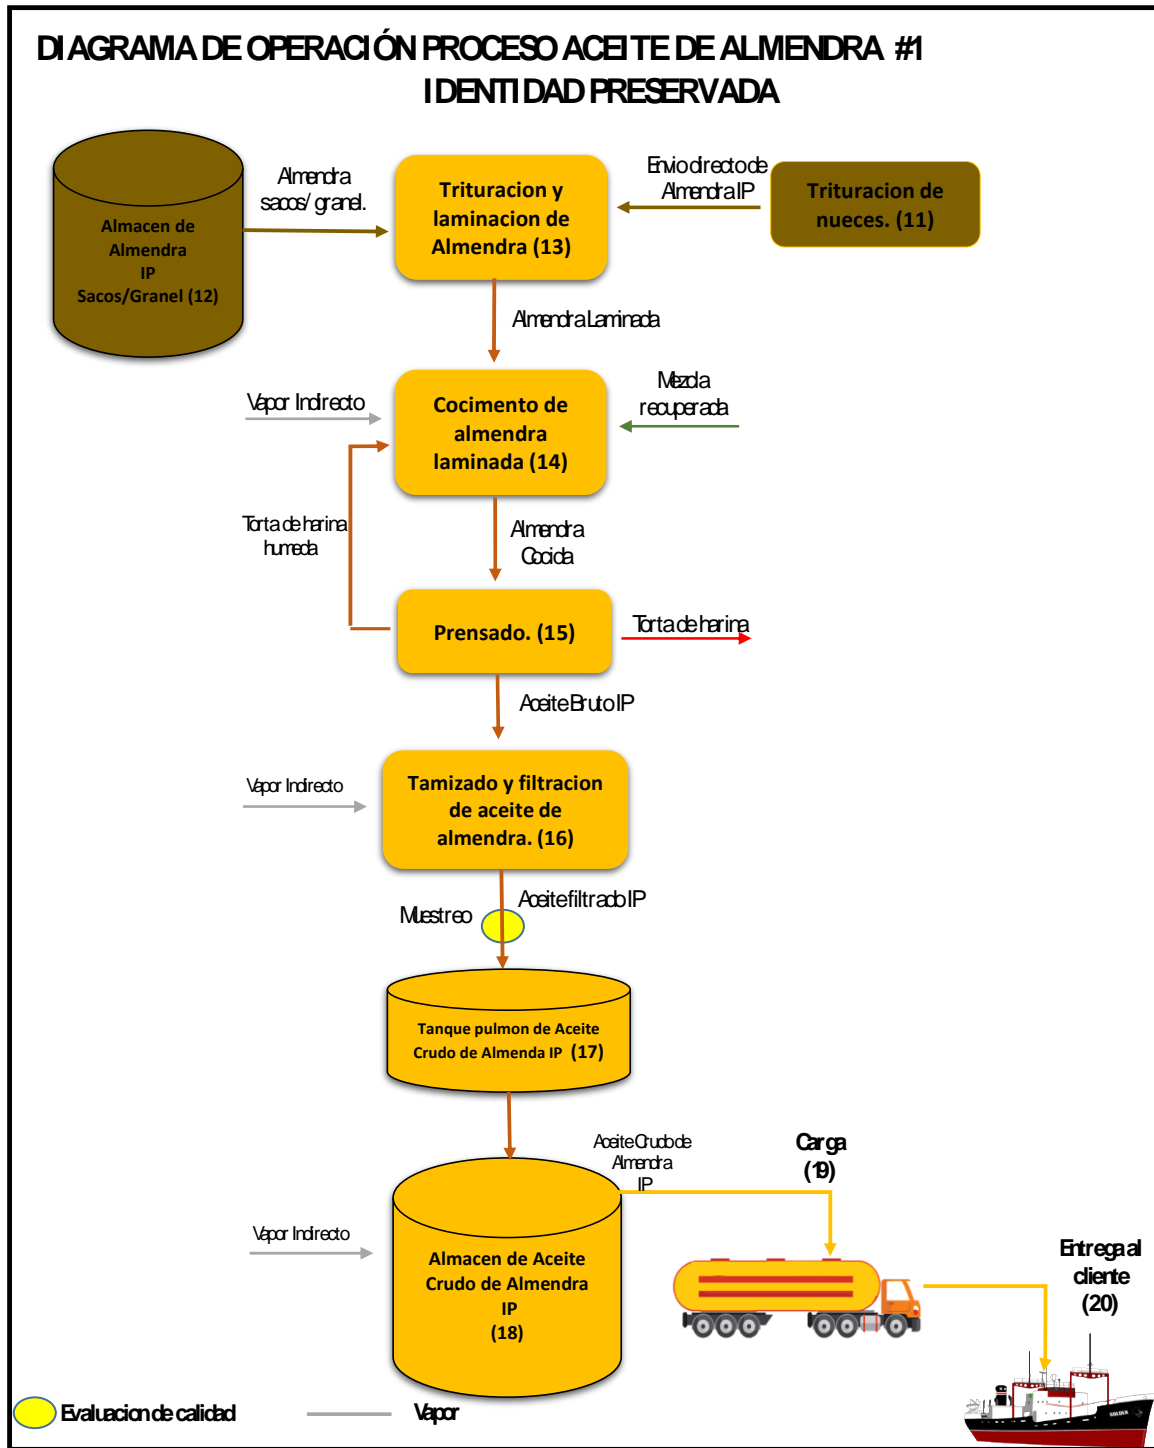 DIAGRAMA DE OPERACIÓN PROCESO ACEITE DE ALMENDRA #1
IDENTIDAD PRESERVADA
Almacen de
Almendra
IP
Sacos/Granel (12)
Almendra
sacos/ granel.
Trituracion y
laminacion de
Almendra (13)
Envio directo de
Almendra IP
Trituracion de
nueces. (11)
Almendra Laminada
Vapor Indirecto
Cocimento de
almendra
laminada (14)
Mezcla
recuperada
Torta de harina
humeda
Almendra
Cocida
Prensado. (15)
Torta de harina
Aceite Bruto IP
Vapor Indirecto
Tamizado y filtracion
de aceite de
almendra. (16)
Aceite filtrado IP
Muestreo
Tanque pulmon de Aceite
Crudo de Almenda IP (17)
Aceite Crudo de
Almendra
IP
Carga
(19)
Vapor Indirecto
Almacen de Aceite
Crudo de Almendra
IP
(18)
Entrega al
cliente
(20)
GOLDEN
Evaluacion de calidad
Vapor